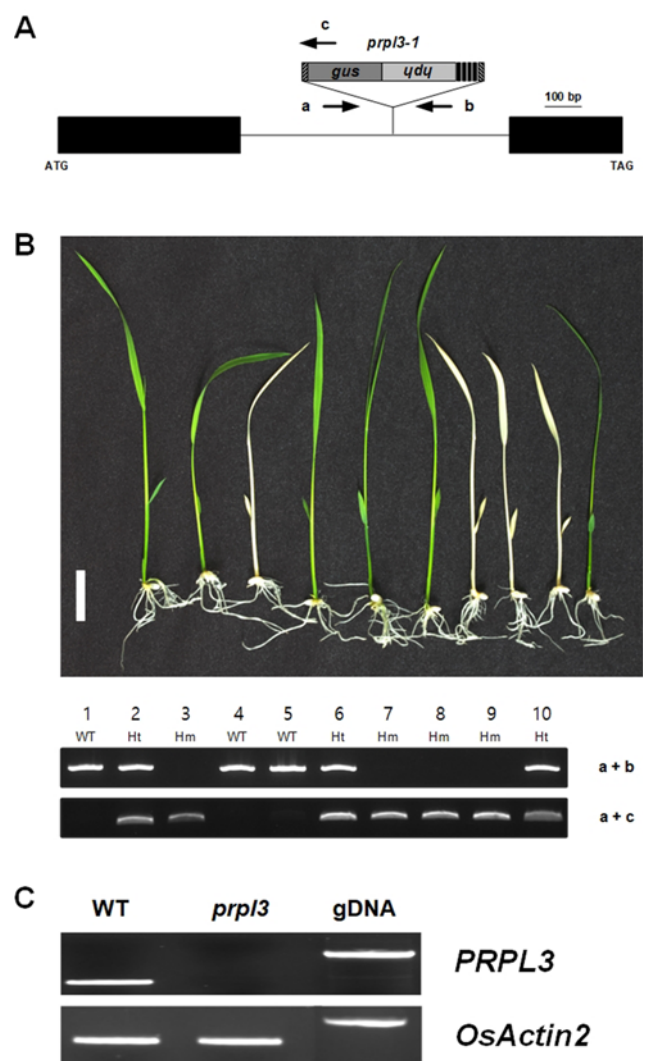 A
c
prpl3-1
gus hph
a b
100 bp
ATG TAG
B
1 2 3 4 5 6 7 8 9 10
WT Ht Hm WT WT Ht Hm Hm Hm Ht
a + b
a + c
C
WT prpl3 gDNA
PRPL3
OsActin2